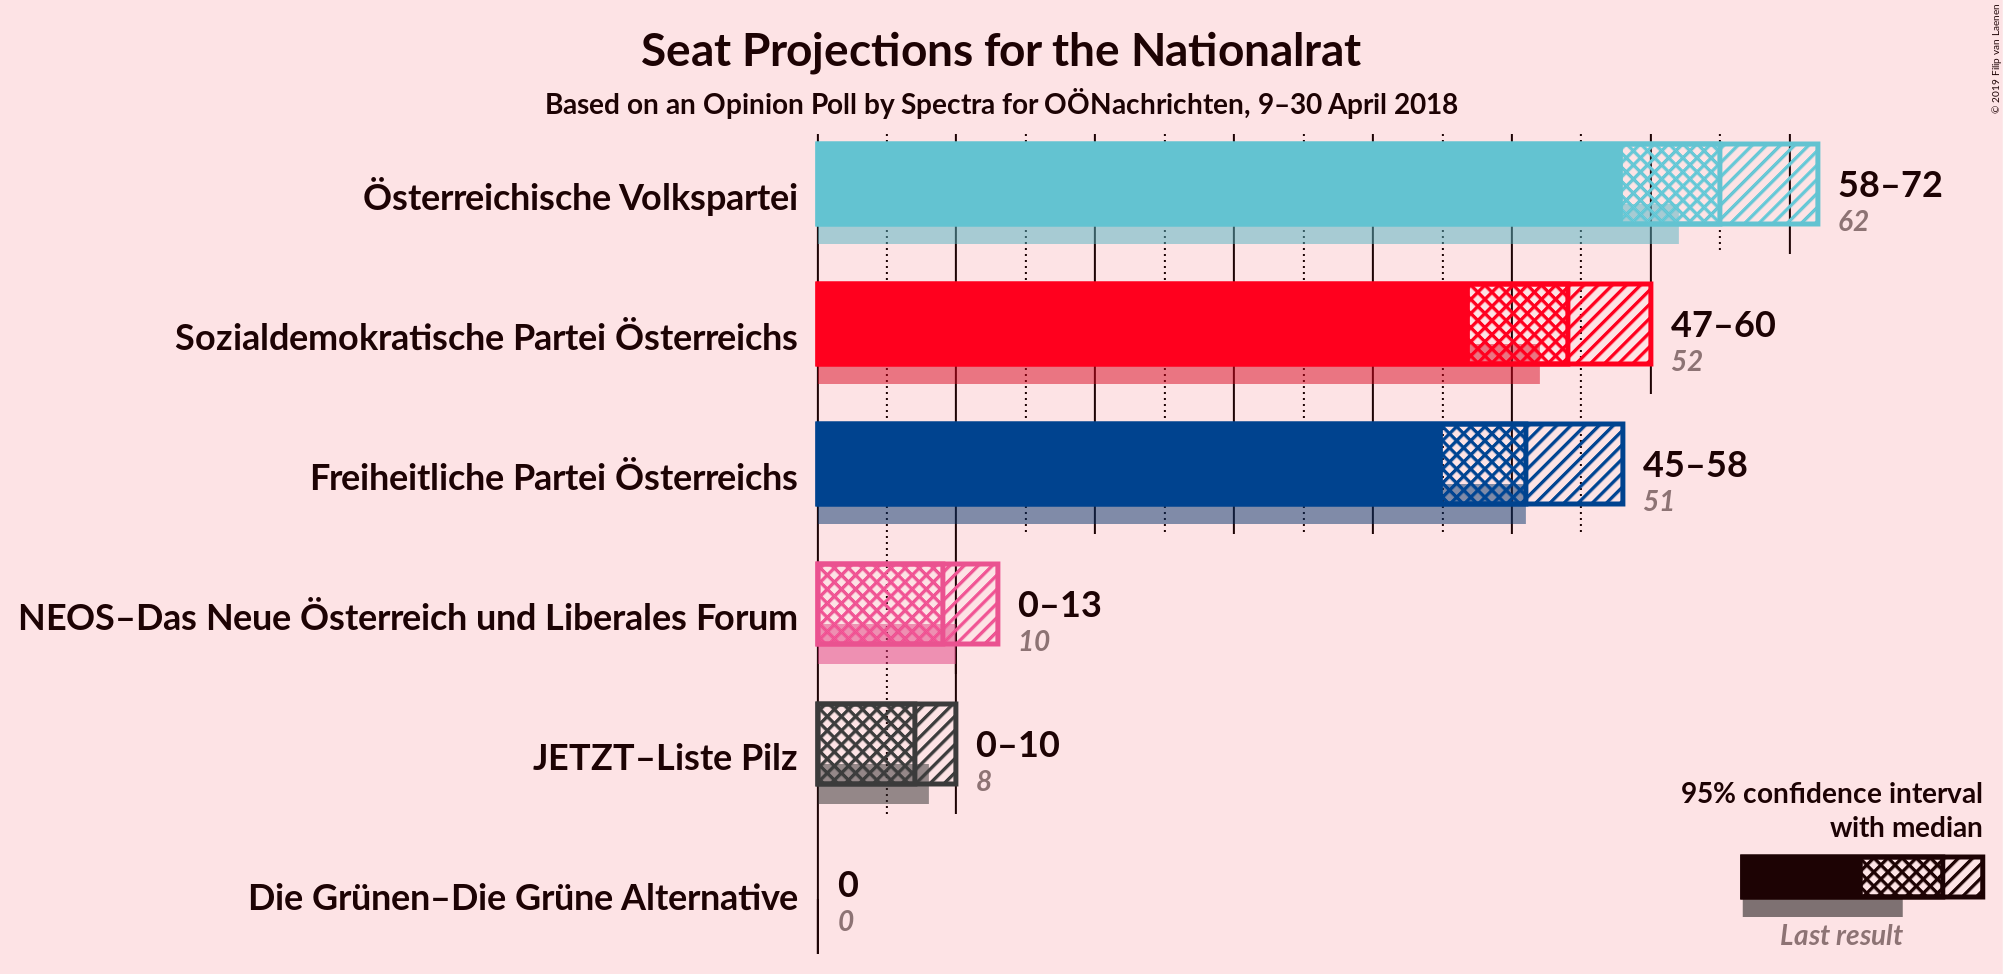 Seat Projections for the Nationalrat
Based on an Opinion Poll by Spectra for OÖNachrichten, 9–30 April 2018
© 2019 Filip van Laenen
Österreichische Volkspartei
58–72
62
Sozialdemokratische Partei Österreichs
47–60
52
Freiheitliche Partei Österreichs
45–58
51
NEOS–Das Neue Österreich und Liberales Forum
0–13
10
JETZT–Liste Pilz
0–10
8
Die Grünen–Die Grüne Alternative
0
0
95% confidence interval
with median
Last result